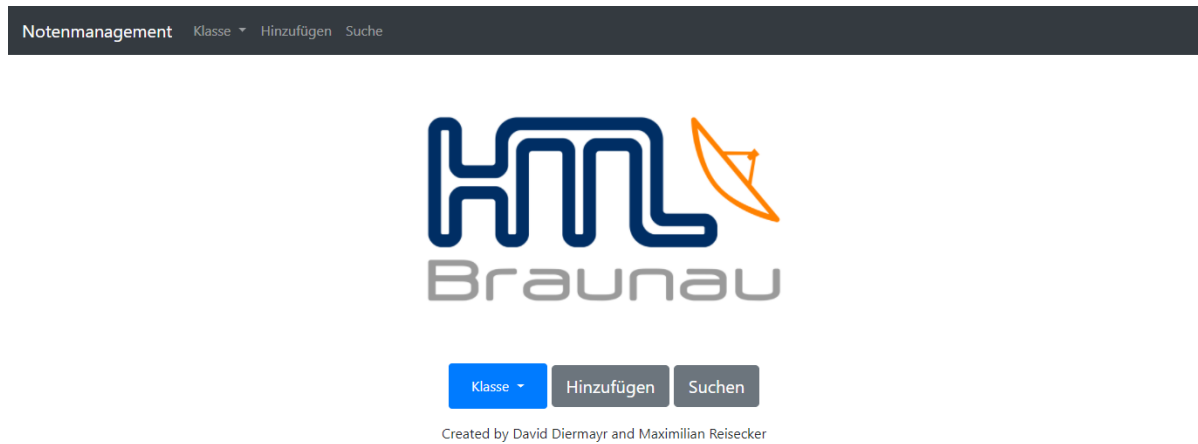 Notenmanagement Klasse Hinzufügen Suche
HTL
Braunau
Klasse Hinzufügen Suchen
Created by David Diermayr and Maximilian Reisecker